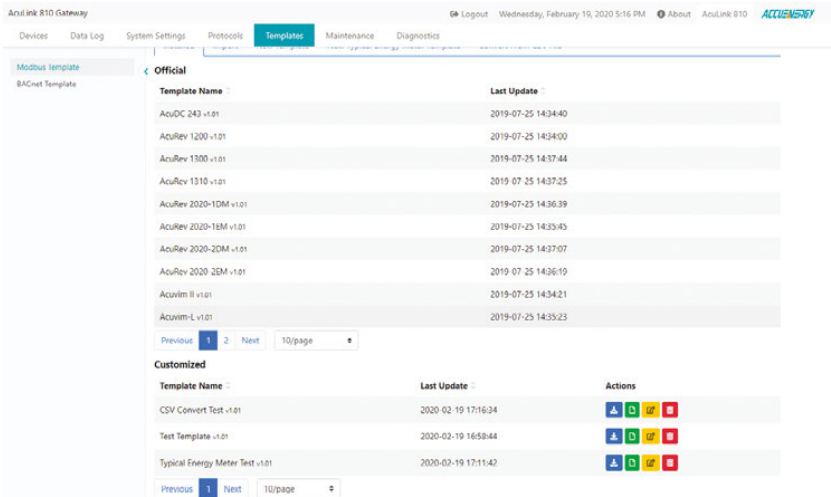 AcuLink 810 Gateway Logout Wednesday, February 19, 2020 5:16 PM About AcuLink 810 ACCUENERGY
Devices Data Log System Settings Protocols Templates Maintenance Diagnostics
Modbus Template
BACnet Template
Official
Template Name Last Update
AcuDC 243 v1.01 2019-07-25 14:34:40
AcuRev 1200 v1.01 2019-07-25 14:34:00
AcuRev 1300 v1.01 2019-07-25 14:37:44
AcuRev 1310 v1.01 2019-07-25 14:37:25
AcuRev 2020-1DM v1.01 2019-07-25 14:36:39
AcuRev 2020-1EM v1.01 2019-07-25 14:35:45
AcuRev 2020-2DM v1.01 2019-07-25 14:37:07
AcuRev 2020-2EM v1.01 2019-07-25 14:36:19
Acuvim II v1.01 2019-07-25 14:34:21
Acuvim-L v1.01 2019-07-25 14:35:23
Previous 1 2 Next 10/page
Customized
Template Name Last Update Actions
CSV Convert Test v1.01 2020-02-19 17:16:34
Test Template v1.01 2020-02-19 16:58:44
Typical Energy Meter Test v1.01 2020-02-19 17:11:42
Previous 1 Next 10/page